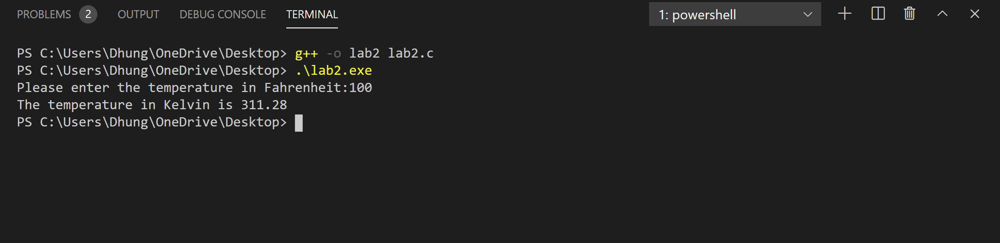 PROBLEMS 2 OUTPUT DEBUG CONSOLE TERMINAL 1: powershell
PS C:\Users\Dhung\OneDrive\Desktop> g++ -o lab2 lab2.c
PS C:\Users\Dhung\OneDrive\Desktop> .\lab2.exe
Please enter the temperature in Fahrenheit:100
The temperature in Kelvin is 311.28
PS C:\Users\Dhung\OneDrive\Desktop>